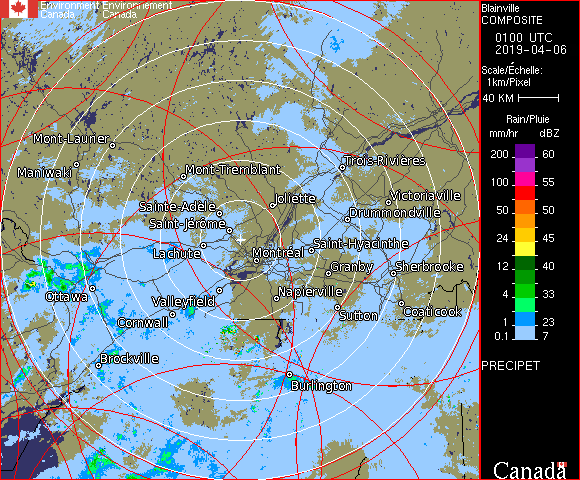 Environment Environnement
Canada Canada
Blainville
COMPOSITE
0100 UTC
2019-04-06
Scale/Échelle:
1km/Pixel
40 KM
Rain/Pluie
mm/hr dBZ
200 60
100 55
50 50
24 45
12 40
4 33
1 23
0.1 7
PRECIPET
Canada
Mont-Laurier
Maniwaki
Mont-Tremblant
Trois-Rivieres
Sainte-Adele
Joliette
Victoriaville
Drummondville
Saint-Jérôme
Lachute
Montréal
Saint-Hyacinthe
Granby
Sherbrooke
Ottawa
Valleyfield
Napierville
Cornwall
Sutton
Coaticook
Brockville
Burlington